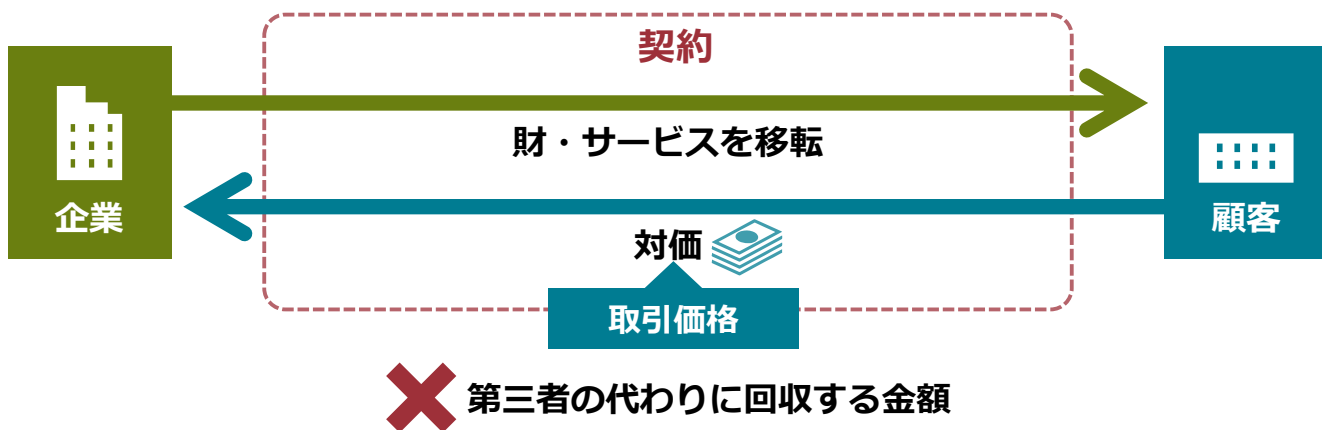 契約
財・サービスを移転
企業
顧客
対価
取引価格
第三者の代わりに回収する金額